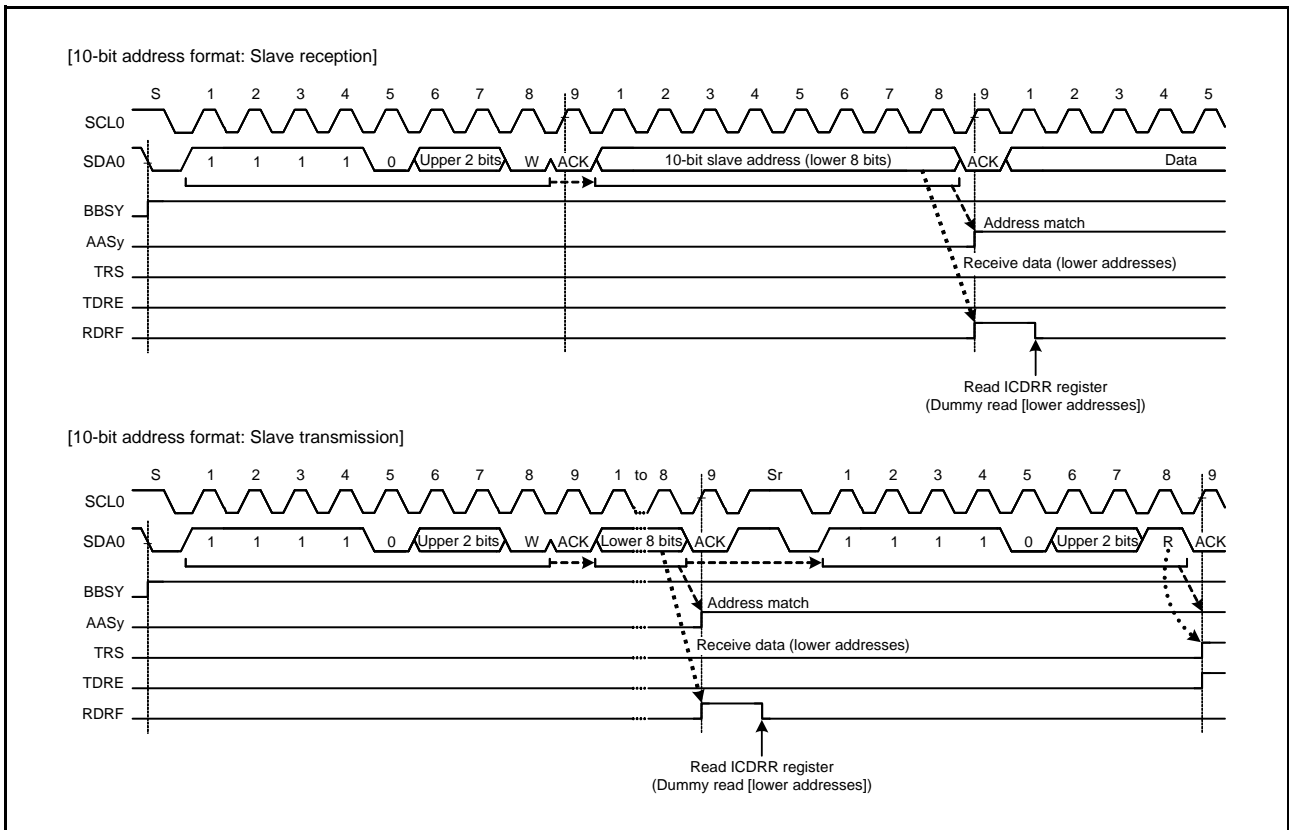 [10-bit address format: Slave reception]
S 1 2 3 4 5 6 7 8 9 1 2 3 4 5 6 7 8 9 1 2 3 4 5
SCL0
SDA0 1 1 1 1 0 Upper 2 bits W ACK 10-bit slave address (lower 8 bits) ACK Data
BBSY
Address match
AASy
Receive data (lower addresses)
TRS
TDRE
RDRF
Read ICDRR register
(Dummy read [lower addresses])
[10-bit address format: Slave transmission]
S 1 2 3 4 5 6 7 8 9 1 to 8 9 Sr 1 2 3 4 5 6 7 8 9
SCL0
SDA0 1 1 1 1 0 Upper 2 bits W ACK Lower 8 bits ACK 1 1 1 1 0 Upper 2 bits R ACK
BBSY
Address match
AASy
Receive data (lower addresses)
TRS
TDRE
RDRF
Read ICDRR register
(Dummy read [lower addresses])